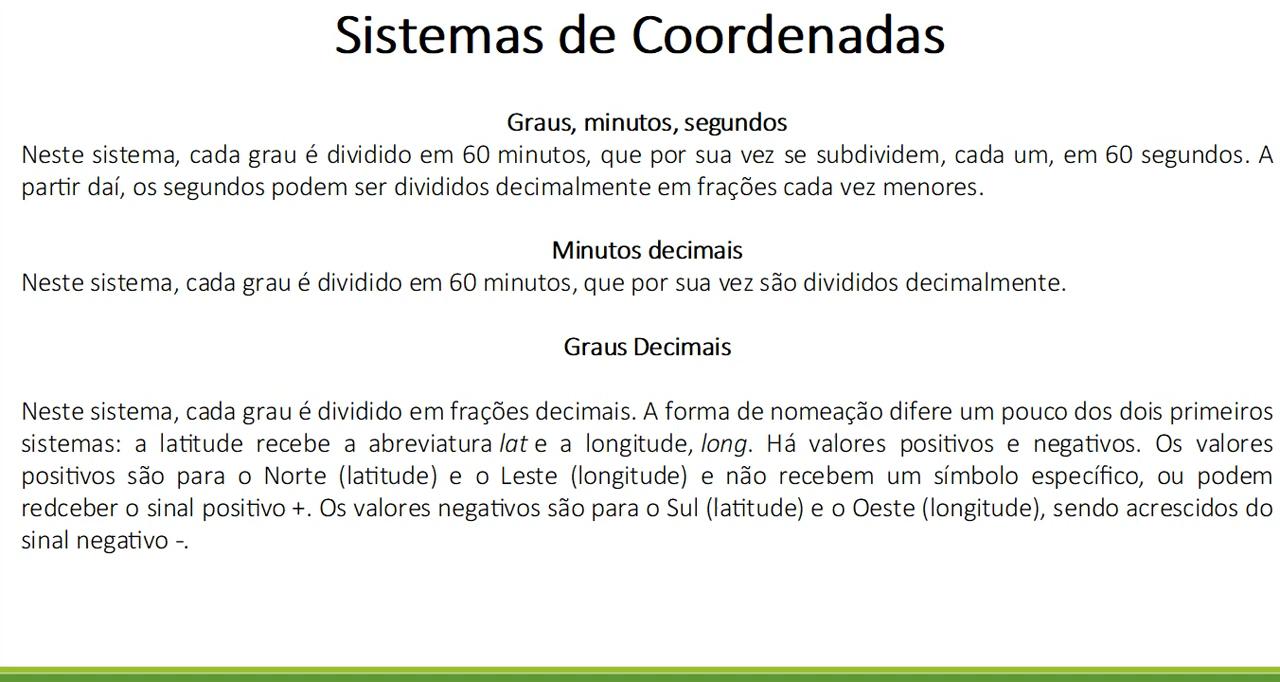 Sistemas de Coordenadas
Graus, minutos, segundos
Neste sistema, cada grau é dividido em 60 minutos, que por sua vez se subdividem, cada um, em 60 segundos. A
partir daí, os segundos podem ser divididos decimalmente em frações cada vez menores.
Minutos decimais
Neste sistema, cada grau é dividido em 60 minutos, que por sua vez são divididos decimalmente.
Graus Decimais
Neste sistema, cada grau é dividido em frações decimais. A forma de nomeação difere um pouco dos dois primeiros
sistemas: a latitude recebe a abreviatura lat e a longitude, long. Há valores positivos e negativos. Os valores
positivos são para o Norte (latitude) e o Leste (longitude) e não recebem um símbolo específico, ou podem
redceber o sinal positivo +. Os valores negativos são para o Sul (latitude) e o Oeste (longitude), sendo acrescidos do
sinal negativo -.